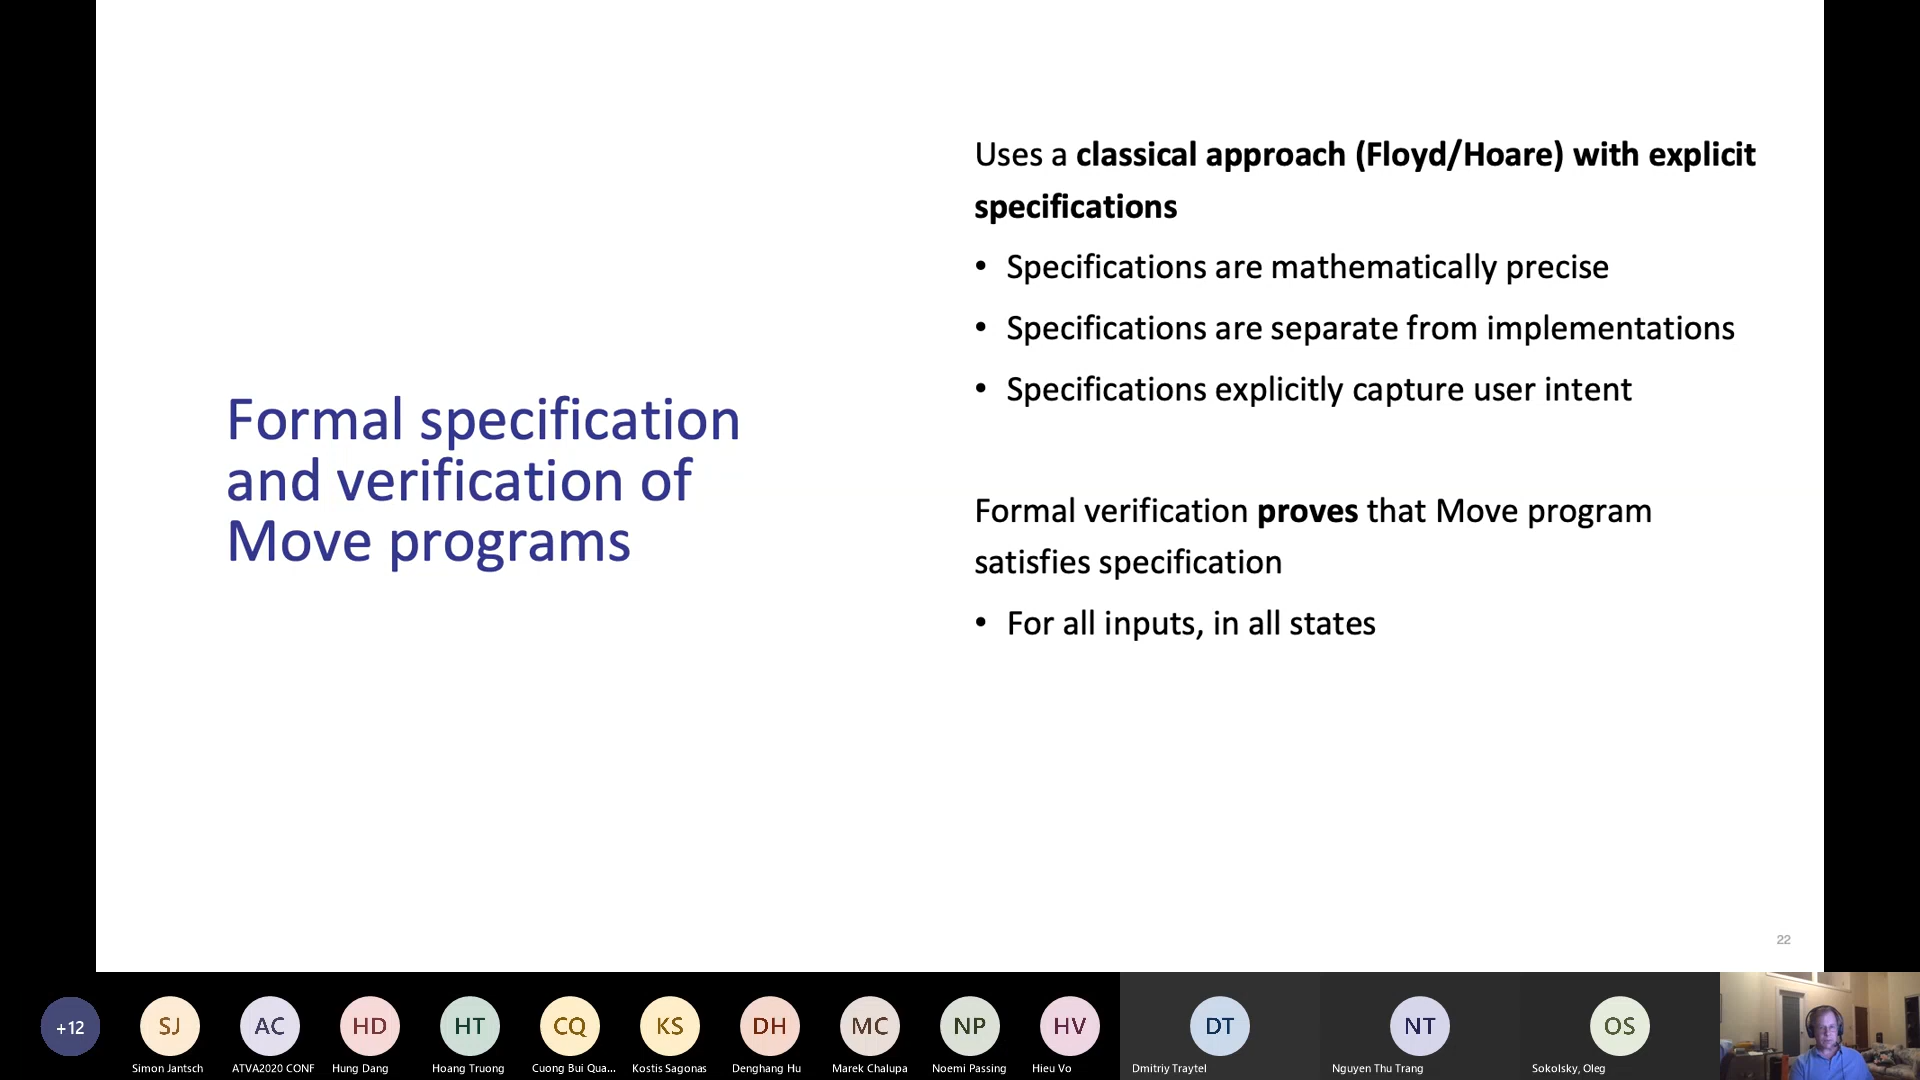 Formal specification
and verification of
Move programs
Uses a classical approach (Floyd/Hoare) with explicit
specifications
• Specifications are mathematically precise
• Specifications are separate from implementations
• Specifications explicitly capture user intent
Formal verification proves that Move program
satisfies specification
• For all inputs, in all states
22
+12
SJ
AC
HD
HT
CQ
KS
DH
MC
NP
HV
DT
NT
OS
Simon Jantsch
ATVA2020 CONF
Hung Dang
Hoang Truong
Cuong Bui Qua...
Kostis Sagonas
Denghang Hu
Marek Chalupa
Noemi Passing
Hieu Vo
Dmitriy Traytel
Nguyen Thu Trang
Sokolsky, Oleg